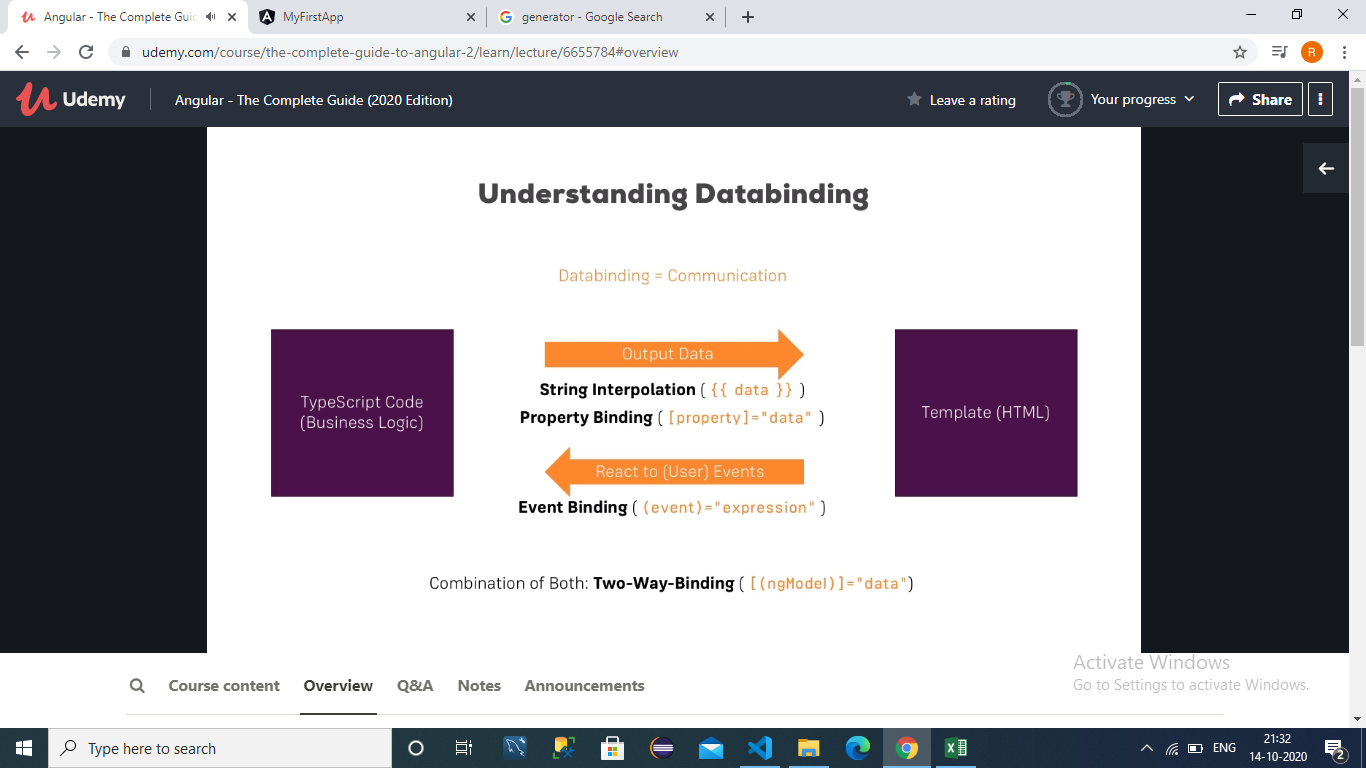 Angular - The Complete Guid
MyFirstApp
generator - Google Search
udemy.com/course/the-complete-guide-to-angular-2/learn/lecture/6655784#overview
R
Udemy
Angular - The Complete Guide (2020 Edition)
Leave a rating
Your progress
Share
Understanding Databinding
Databinding = Communication
TypeScript Code
(Business Logic)
Output Data
String Interpolation ( {{ data }} )
Property Binding ( [property]="data" )
React to (User) Events
Event Binding ( (event)="expression" )
Template (HTML)
Combination of Both: Two-Way-Binding ( [(ngModel)]="data")
Activate Windows
Go to Settings to activate Windows.
Course content
Overview
Q&A
Notes
Announcements
Type here to search
ENG
21:32
14-10-2020
2